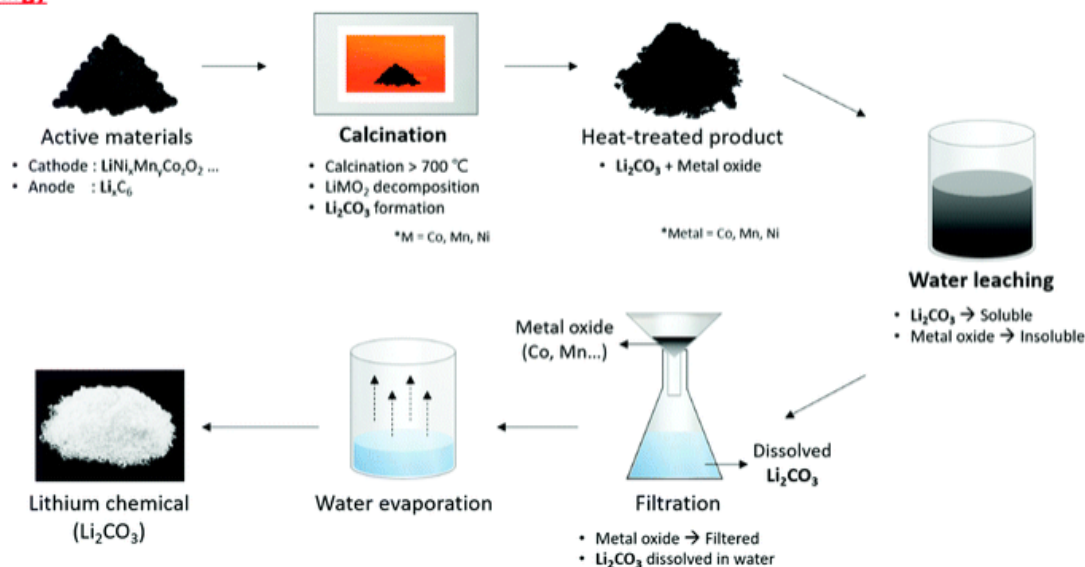 Active materials
• Cathode : LiNiₓMnᵧCo₂O₂ ...
• Anode : LiₓC₆
Calcination
• Calcination > 700 °C
• LiMO₂ decomposition
• Li₂CO₃ formation
*M = Co, Mn, Ni
Heat-treated product
• Li₂CO₃ + Metal oxide
*Metal = Co, Mn, Ni
Water leaching
• Li₂CO₃ → Soluble
• Metal oxide → Insoluble
Metal oxide
(Co, Mn...)
Dissolved
Li₂CO₃
Filtration
• Metal oxide → Filtered
• Li₂CO₃ dissolved in water
Water evaporation
Lithium chemical
(Li₂CO₃)